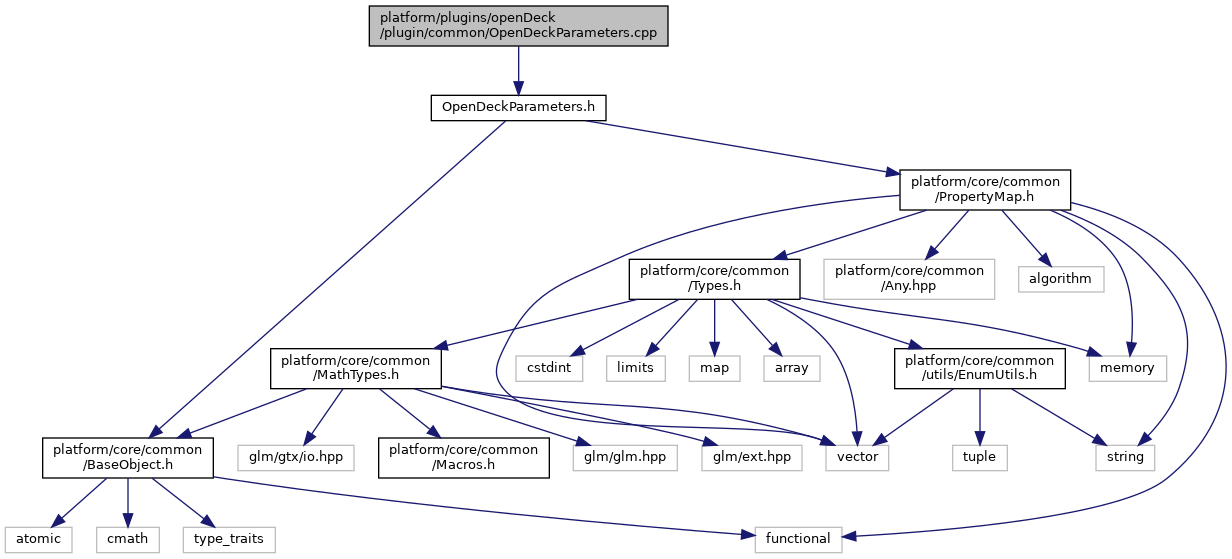 platform/plugins/openDeck
/plugin/common/OpenDeckParameters.cpp
OpenDeckParameters.h
platform/core/common
/PropertyMap.h
platform/core/common
/Types.h
platform/core/common
/Any.hpp
algorithm
platform/core/common
/MathTypes.h
cstdint
limits
map
array
platform/core/common
/utils/EnumUtils.h
memory
platform/core/common
/BaseObject.h
glm/gtx/io.hpp
platform/core/common
/Macros.h
glm/glm.hpp
glm/ext.hpp
vector
tuple
string
atomic
cmath
type_traits
functional